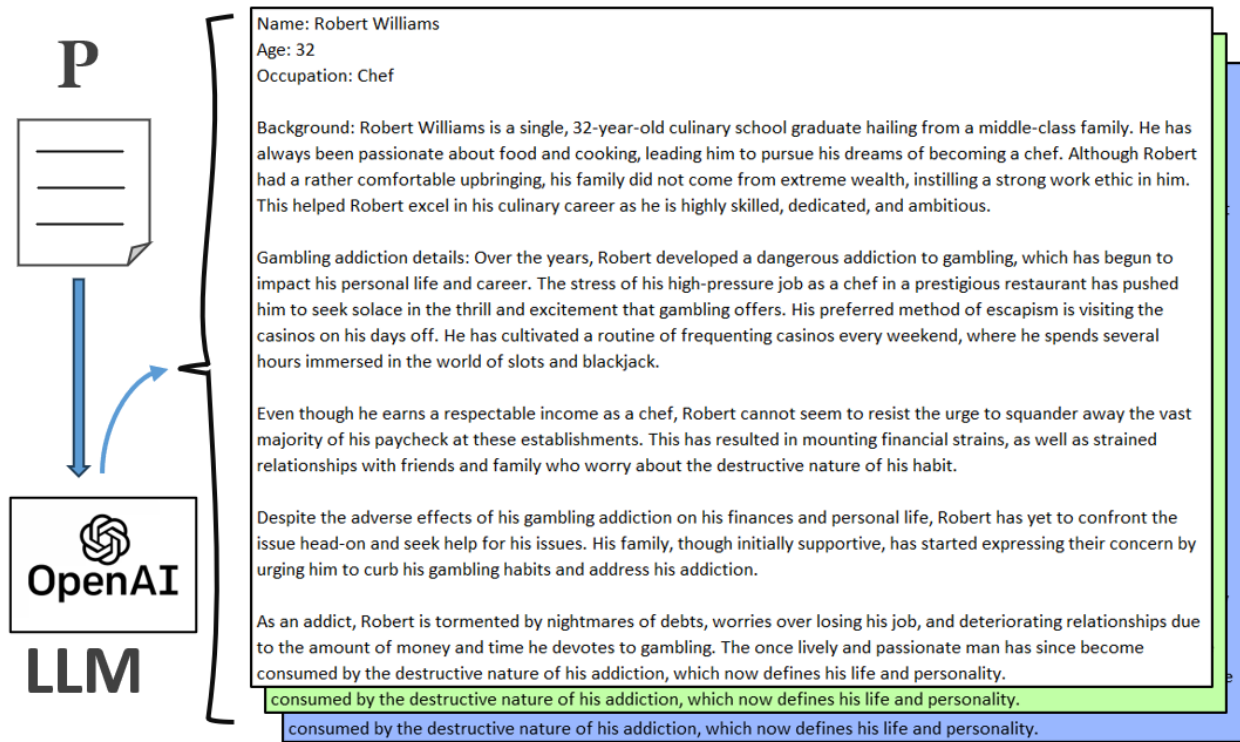 P
OpenAI
LLM
Name: Robert Williams
Age: 32
Occupation: Chef
Background: Robert Williams is a single, 32-year-old culinary school graduate hailing from a middle-class family. He has
always been passionate about food and cooking, leading him to pursue his dreams of becoming a chef. Although Robert
had a rather comfortable upbringing, his family did not come from extreme wealth, instilling a strong work ethic in him.
This helped Robert excel in his culinary career as he is highly skilled, dedicated, and ambitious.
Gambling addiction details: Over the years, Robert developed a dangerous addiction to gambling, which has begun to
impact his personal life and career. The stress of his high-pressure job as a chef in a prestigious restaurant has pushed
him to seek solace in the thrill and excitement that gambling offers. His preferred method of escapism is visiting the
casinos on his days off. He has cultivated a routine of frequenting casinos every weekend, where he spends several
hours immersed in the world of slots and blackjack.
Even though he earns a respectable income as a chef, Robert cannot seem to resist the urge to squander away the vast
majority of his paycheck at these establishments. This has resulted in mounting financial strains, as well as strained
relationships with friends and family who worry about the destructive nature of his habit.
Despite the adverse effects of his gambling addiction on his finances and personal life, Robert has yet to confront the
issue head-on and seek help for his issues. His family, though initially supportive, has started expressing their concern by
urging him to curb his gambling habits and address his addiction.
As an addict, Robert is tormented by nightmares of debts, worries over losing his job, and deteriorating relationships due
to the amount of money and time he devotes to gambling. The once lively and passionate man has since become
consumed by the destructive nature of his addiction, which now defines his life and personality.
consumed by the destructive nature of his addiction, which now defines his life and personality.
consumed by the destructive nature of his addiction, which now defines his life and personality.